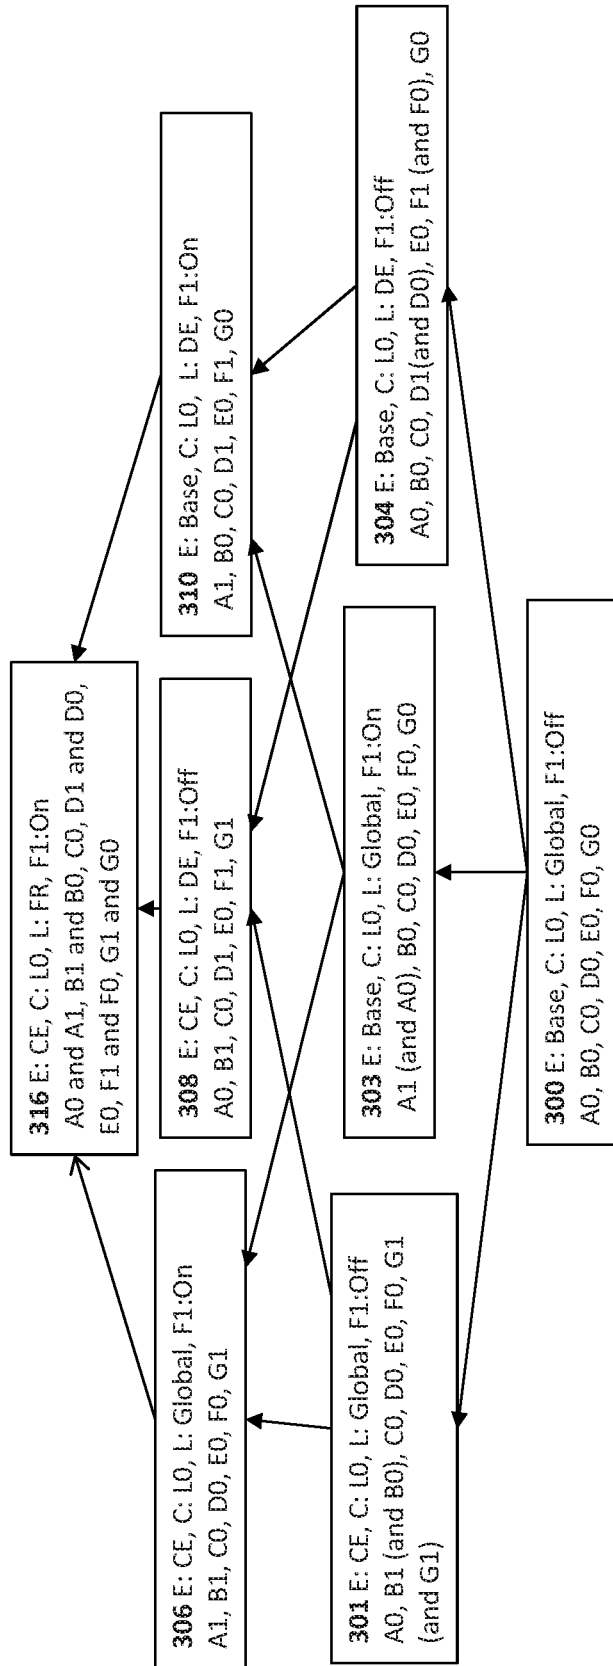 316 E: CE, C: L0, L: FR, F1:On
A0 and A1, B1 and B0, C0, D1 and D0,
E0, F1 and F0, G1 and G0
306 E: CE, C: L0, L: Global, F1:On
A1, B1, C0, D0, E0, F0, G1
308 E: CE, C: L0, L: DE, F1:Off
A0, B1, C0, D1, E0, F1, G1
310 E: Base, C: L0, L: DE, F1:On
A1, B0, C0, D1, E0, F1, G0
301 E: CE, C: L0, L: Global, F1:Off
A0, B1 (and B0), C0, D0, E0, F0, G1
(and G1)
303 E: Base, C: L0, L: Global, F1:On
A1 (and A0), B0, C0, D0, E0, F0, G0
304 E: Base, C: L0, L: DE, F1:Off
A0, B0, C0, D1(and D0), E0, F1 (and F0), G0
300 E: Base, C: L0, L: Global, F1:Off
A0, B0, C0, D0, E0, F0, G0